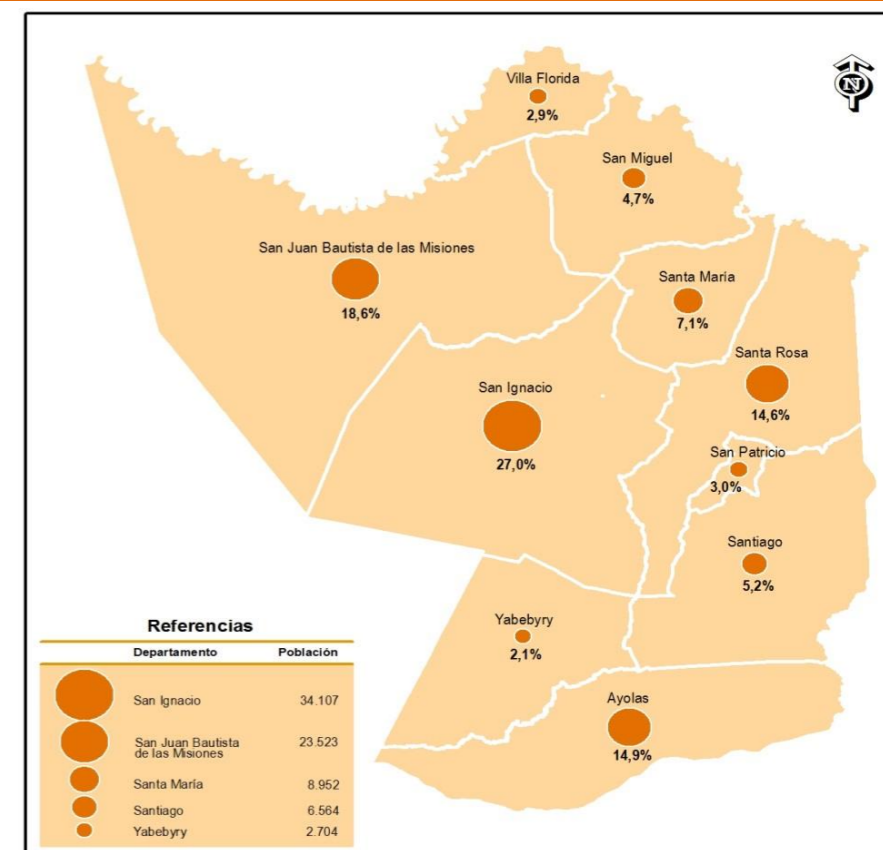 N
Villa Florida
2,9%
San Miguel
4,7%
San Juan Bautista de las Misiones
18,6%
Santa María
7,1%
Santa Rosa
14,6%
San Ignacio
27,0%
San Patricio
3,0%
Santiago
5,2%
Yabebyry
2,1%
Ayolas
14,9%
Referencias
Departamento Población
San Ignacio 34.107
San Juan Bautista
de las Misiones 23.523
Santa María 8.952
Santiago 6.564
Yabebyry 2.704